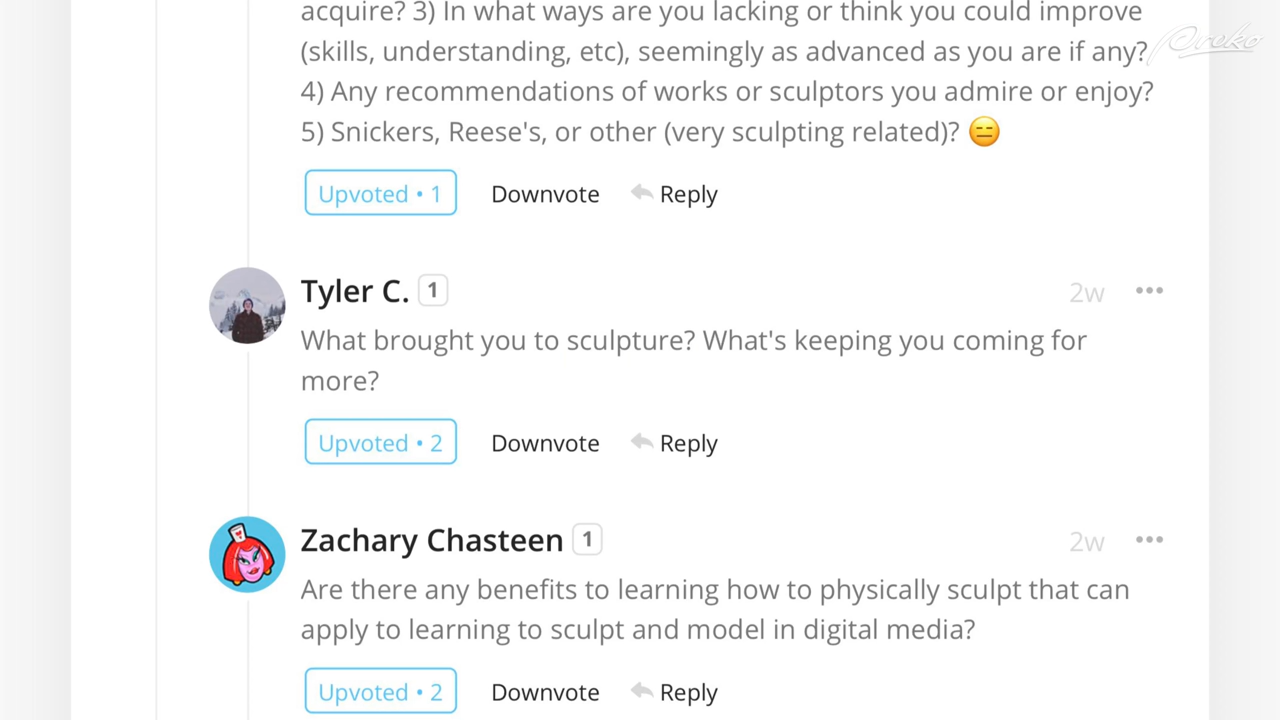 acquire? 3) In what ways are you lacking or think you could improve
(skills, understanding, etc), seemingly as advanced as you are if any?
4) Any recommendations of works or sculptors you admire or enjoy?
5) Snickers, Reese's, or other (very sculpting related)? 😑
Upvoted • 1 Downvote Reply
Tyler C. 1 2w •••
What brought you to sculpture? What's keeping you coming for
more?
Upvoted • 2 Downvote Reply
Zachary Chasteen 1 2w •••
Are there any benefits to learning how to physically sculpt that can
apply to learning to sculpt and model in digital media?
Upvoted • 2 Downvote Reply